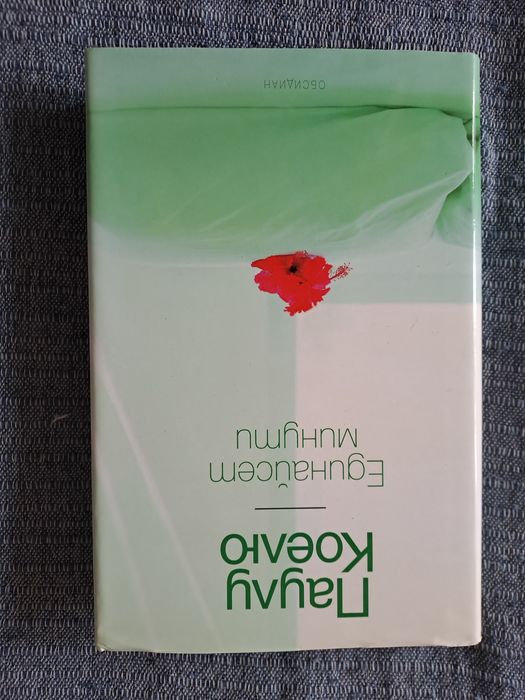 Паулу
Коелю
Единайсет
минути
ОБСИДИАН